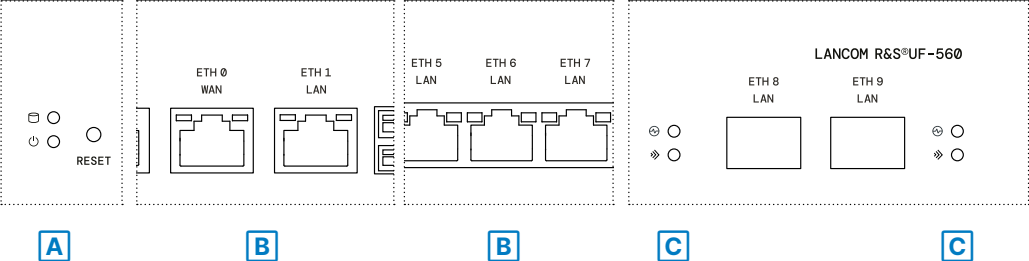 LANCOM R&S®UF-560
ETH 0
WAN
ETH 1
LAN
ETH 5
LAN
ETH 6
LAN
ETH 7
LAN
ETH 8
LAN
ETH 9
LAN
RESET
A
B
B
C
C